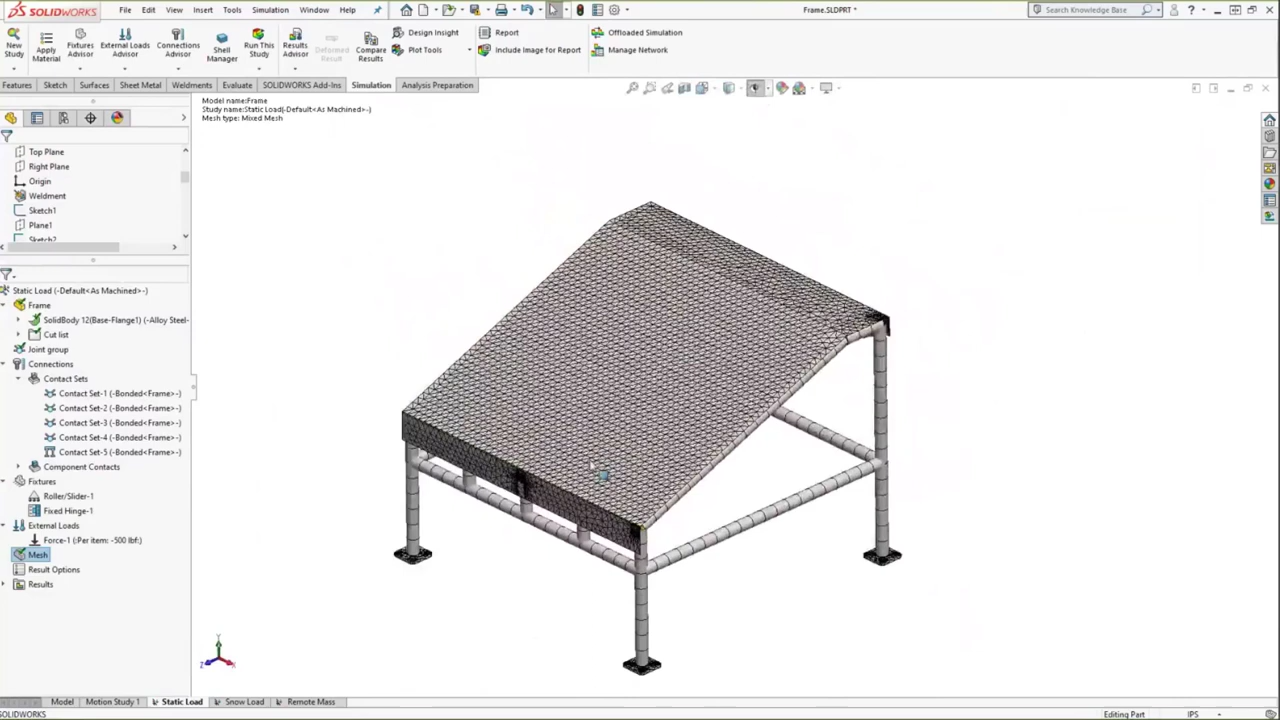 SOLIDWORKS File Edit View Insert Tools Simulation Window Help Frame.SLDPRT * Search Knowledge Base
New Study
Apply Material
Fixtures Advisor
External Loads Advisor
Connections Advisor
Shell Manager
Run This Study
Results Advisor
Deformed Result
Compare Results
Design Insight
Plot Tools
Report
Include Image for Report
Offloaded Simulation
Manage Network
Features Sketch Surfaces Sheet Metal Weldments Evaluate SOLIDWORKS Add-Ins Simulation Analysis Preparation
Model name:Frame
Study name:Static Load(-Default<As Machined>-)
Mesh type: Mixed Mesh
Top Plane
Right Plane
Origin
Weldment
Sketch1
Plane1
Sketch2
Static Load (-Default<As Machined>-)
Frame
SolidBody 12(Base-Flange1) (-Alloy Steel-
Cut list
Joint group
Connections
Contact Sets
Contact Set-1 (-Bonded<Frame>-)
Contact Set-2 (-Bonded<Frame>-)
Contact Set-3 (-Bonded<Frame>-)
Contact Set-4 (-Bonded<Frame>-)
Contact Set-5 (-Bonded<Frame>-)
Component Contacts
Fixtures
Roller/Slider-1
Fixed Hinge-1
External Loads
Force-1 (:Per item: -500 lbf:)
Mesh
Result Options
Results
Y
Z
X
Model Motion Study 1 Static Load Snow Load Remote Mass
SOLIDWORKS Editing Part IPS